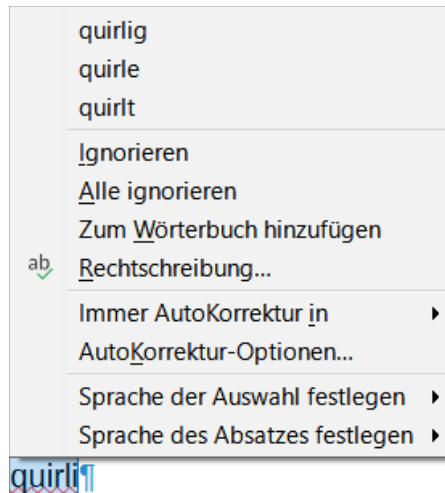 quirlig
quirle
quirlt
Ignorieren
Alle ignorieren
Zum Wörterbuch hinzufügen
Rechtschreibung...
Immer AutoKorrektur in
AutoKorrektur-Optionen...
Sprache der Auswahl festlegen
Sprache des Absatzes festlegen
quirli¶